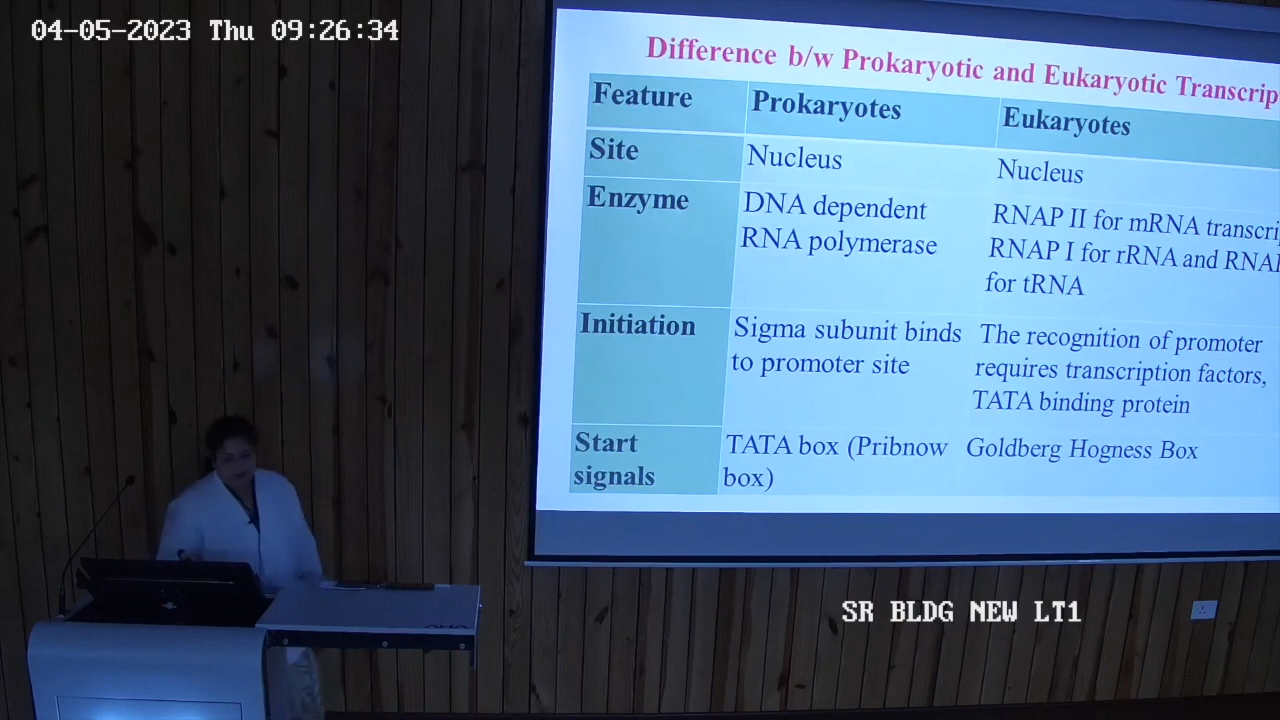 04-05-2023 Thu 09:26:34
Difference b/w Prokaryotic and Eukaryotic
Feature
Prokaryotes
Eukaryotes
Site
Nucleus
Nucleus
Enzyme
DNA dependent
RNA polymerase
RNAP II for mRNA
RNAP I for rRNA and
for tRNA
Initiation
Sigma subunit binds
to promoter site
The recognition of promoter
requires transcription factors,
TATA binding protein
Start
signals
TATA box (Pribnow
box)
Goldberg Hogness Box
SR BLDG NEW LT1